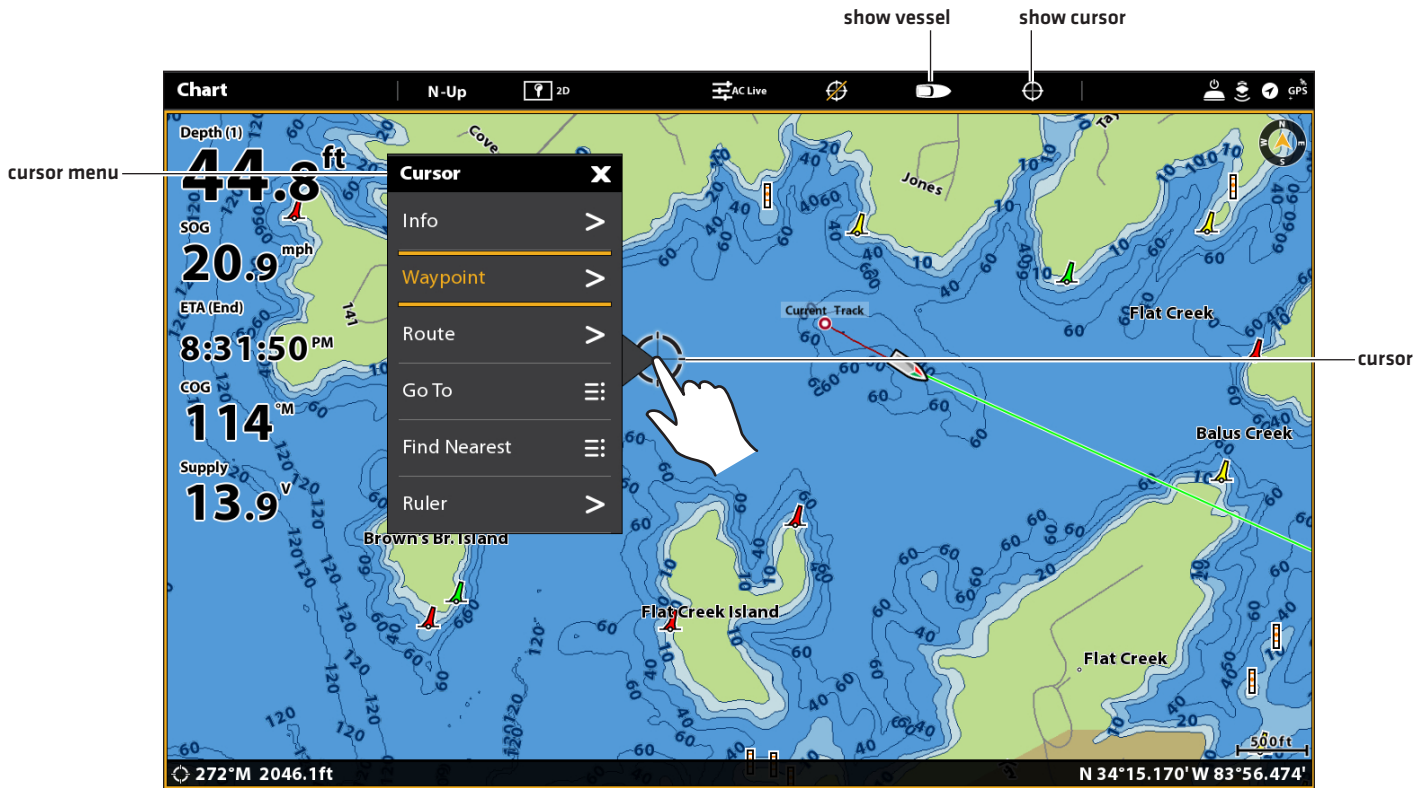 show vessel
show cursor
Chart
N-Up
2D
AC Live
GPS
cursor menu
Depth (1)
44.8 ft
SOG
20.9 mph
ETA (End)
8:31:50 PM
COG
114 °M
Supply
13.9 V
Cursor X
Info
Waypoint
Route
Go To
Find Nearest
Ruler
Cove
Jones
Tay
N
E
S
W
141
Current Track
Flat Creek
cursor
Balus Creek
Brown's Br. Island
Flat Creek Island
Flat Creek
500ft
272°M 2046.1ft
N 34°15.170' W 83°56.474'